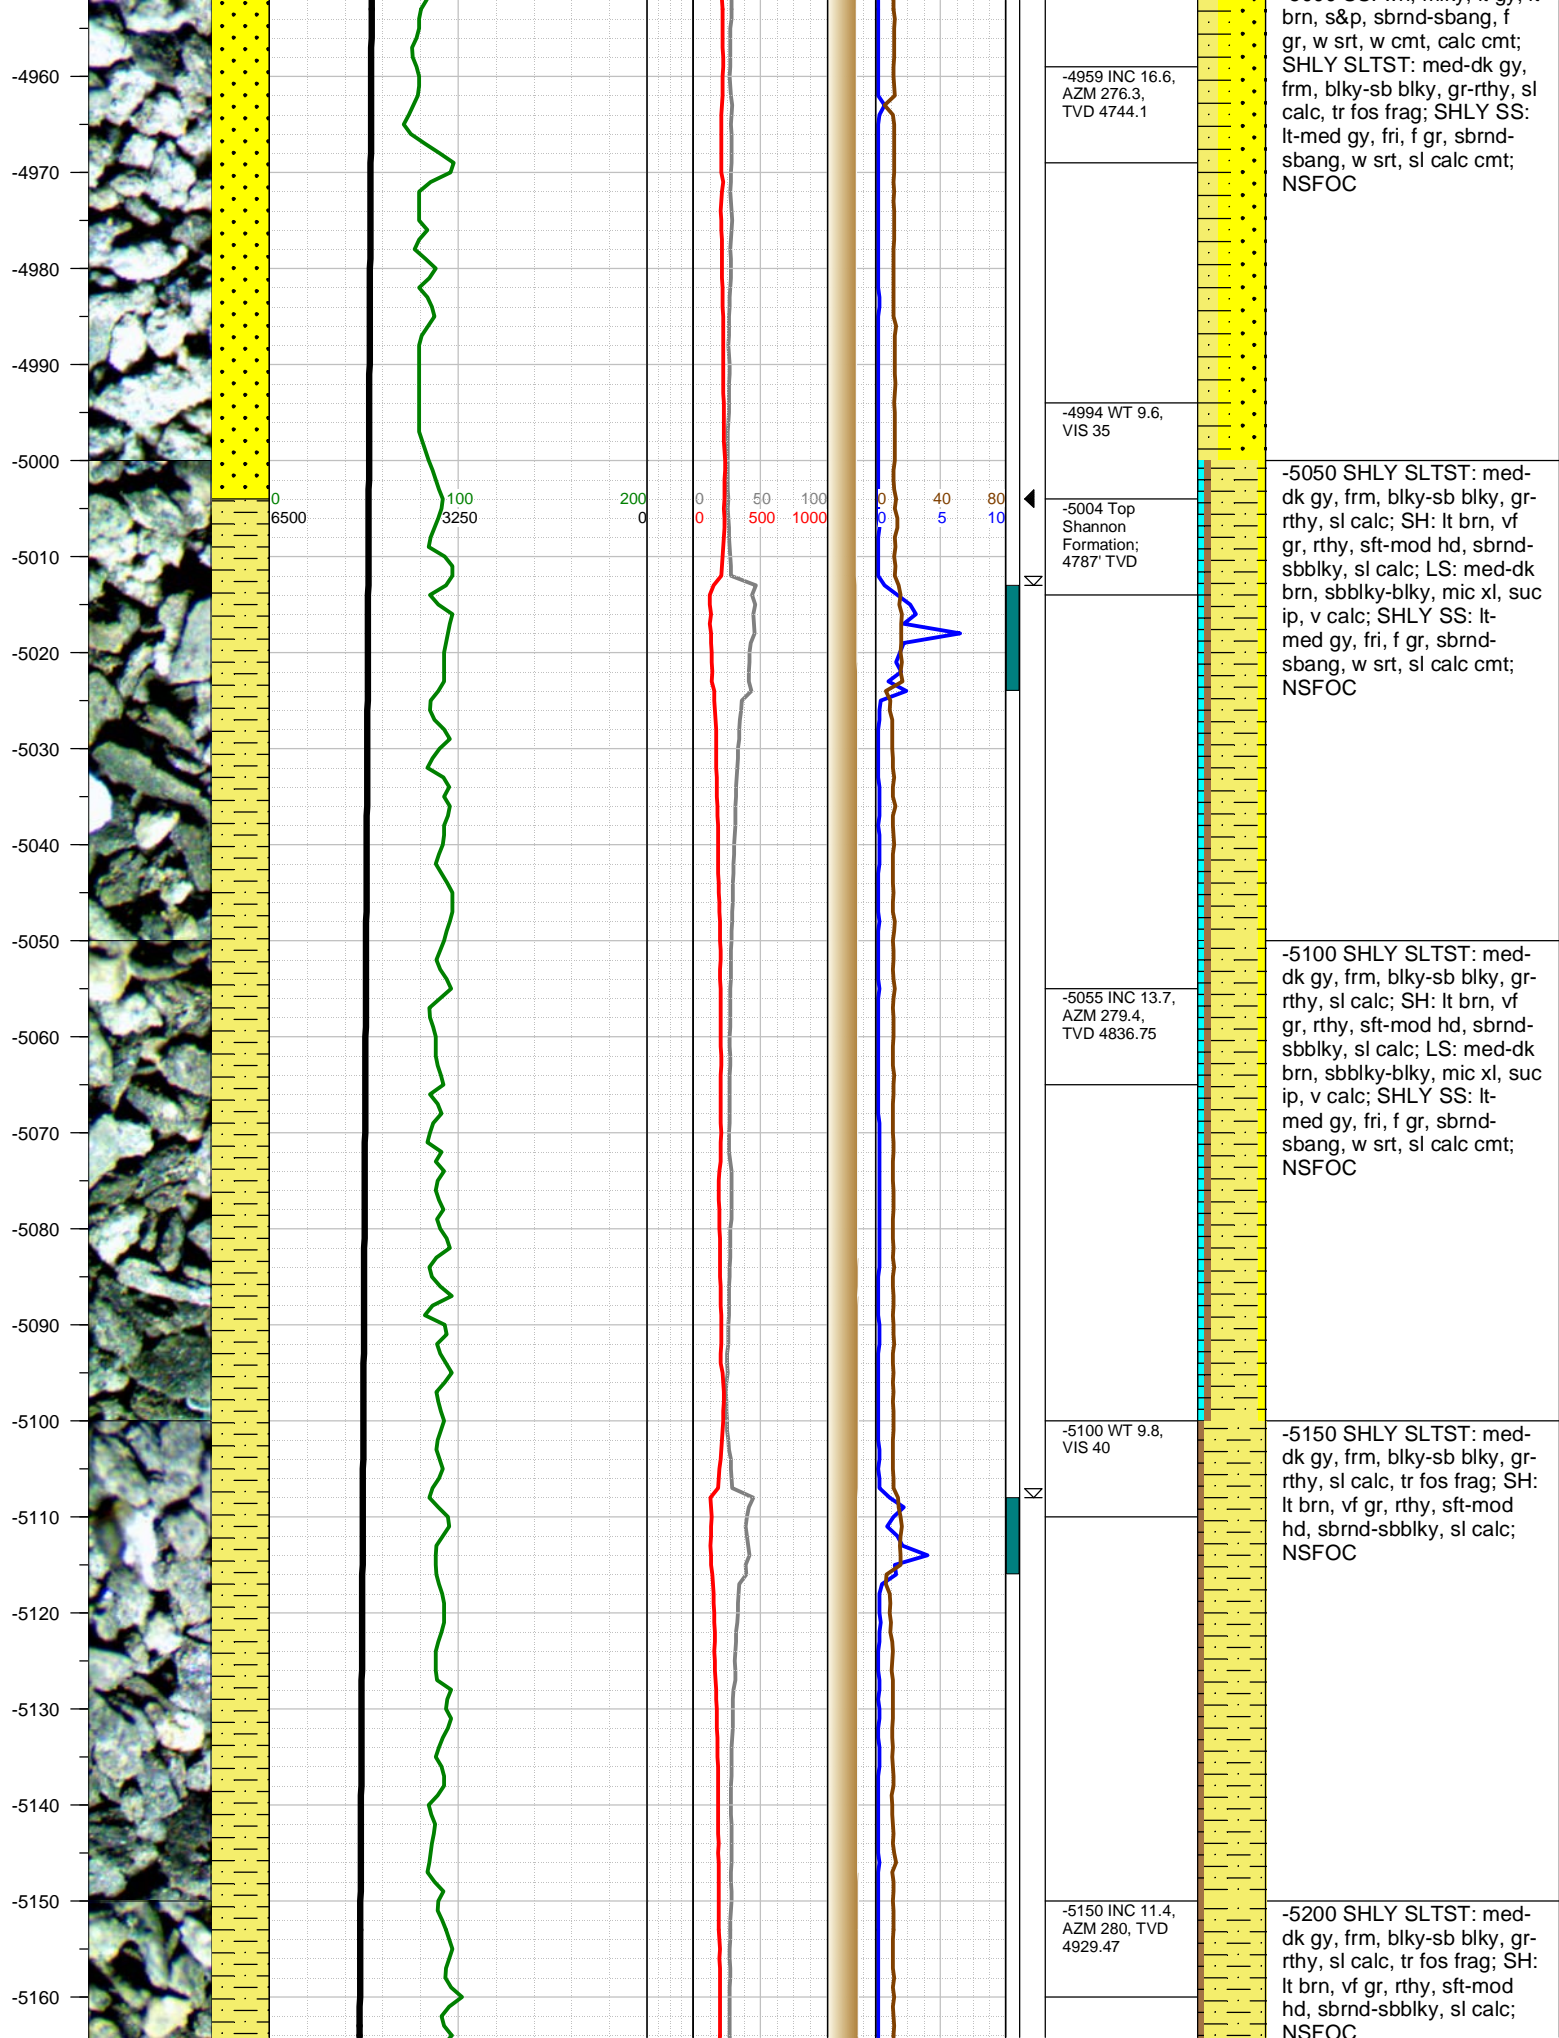 brn, s&p, sbrnd-sbang, f
gr, w srt, w cmt, calc cmt;
SHLY SLTST: med-dk gy,
frm, blky-sb blky, gr-rthy, sl
calc, tr fos frag; SHLY SS:
lt-med gy, fri, f gr, sbrnd-
sbang, w srt, sl calc cmt;
NSFOC
-4960
-4970
-4980
-4990
-5000
-5010
-5020
-5030
-5040
-5050
-5060
-5070
-5080
-5090
-5100
-5110
-5120
-5130
-5140
-5150
-5160
0 100 200
6500 3250 0
0 50 100
0 500 1000
0 40 80
0 5 10
-4959 INC 16.6,
AZM 276.3,
TVD 4744.1
-4994 WT 9.6,
VIS 35
-5004 Top
Shannon
Formation;
4787' TVD
-5055 INC 13.7,
AZM 279.4,
TVD 4836.75
-5100 WT 9.8,
VIS 40
-5150 INC 11.4,
AZM 280, TVD
4929.47
-5050 SHLY SLTST: med-
dk gy, frm, blky-sb blky, gr-
rthy, sl calc; SH: lt brn, vf
gr, rthy, sft-mod hd, sbrnd-
sbblky, sl calc; LS: med-dk
brn, sbblky-blky, mic xl, suc
ip, v calc; SHLY SS: lt-
med gy, fri, f gr, sbrnd-
sbang, w srt, sl calc cmt;
NSFOC
-5100 SHLY SLTST: med-
dk gy, frm, blky-sb blky, gr-
rthy, sl calc; SH: lt brn, vf
gr, rthy, sft-mod hd, sbrnd-
sbblky, sl calc; LS: med-dk
brn, sbblky-blky, mic xl, suc
ip, v calc; SHLY SS: lt-
med gy, fri, f gr, sbrnd-
sbang, w srt, sl calc cmt;
NSFOC
-5150 SHLY SLTST: med-
dk gy, frm, blky-sb blky, gr-
rthy, sl calc, tr fos frag; SH:
lt brn, vf gr, rthy, sft-mod
hd, sbrnd-sbblky, sl calc;
NSFOC
-5200 SHLY SLTST: med-
dk gy, frm, blky-sb blky, gr-
rthy, sl calc, tr fos frag; SH:
lt brn, vf gr, rthy, sft-mod
hd, sbrnd-sbblky, sl calc;
NSFOC